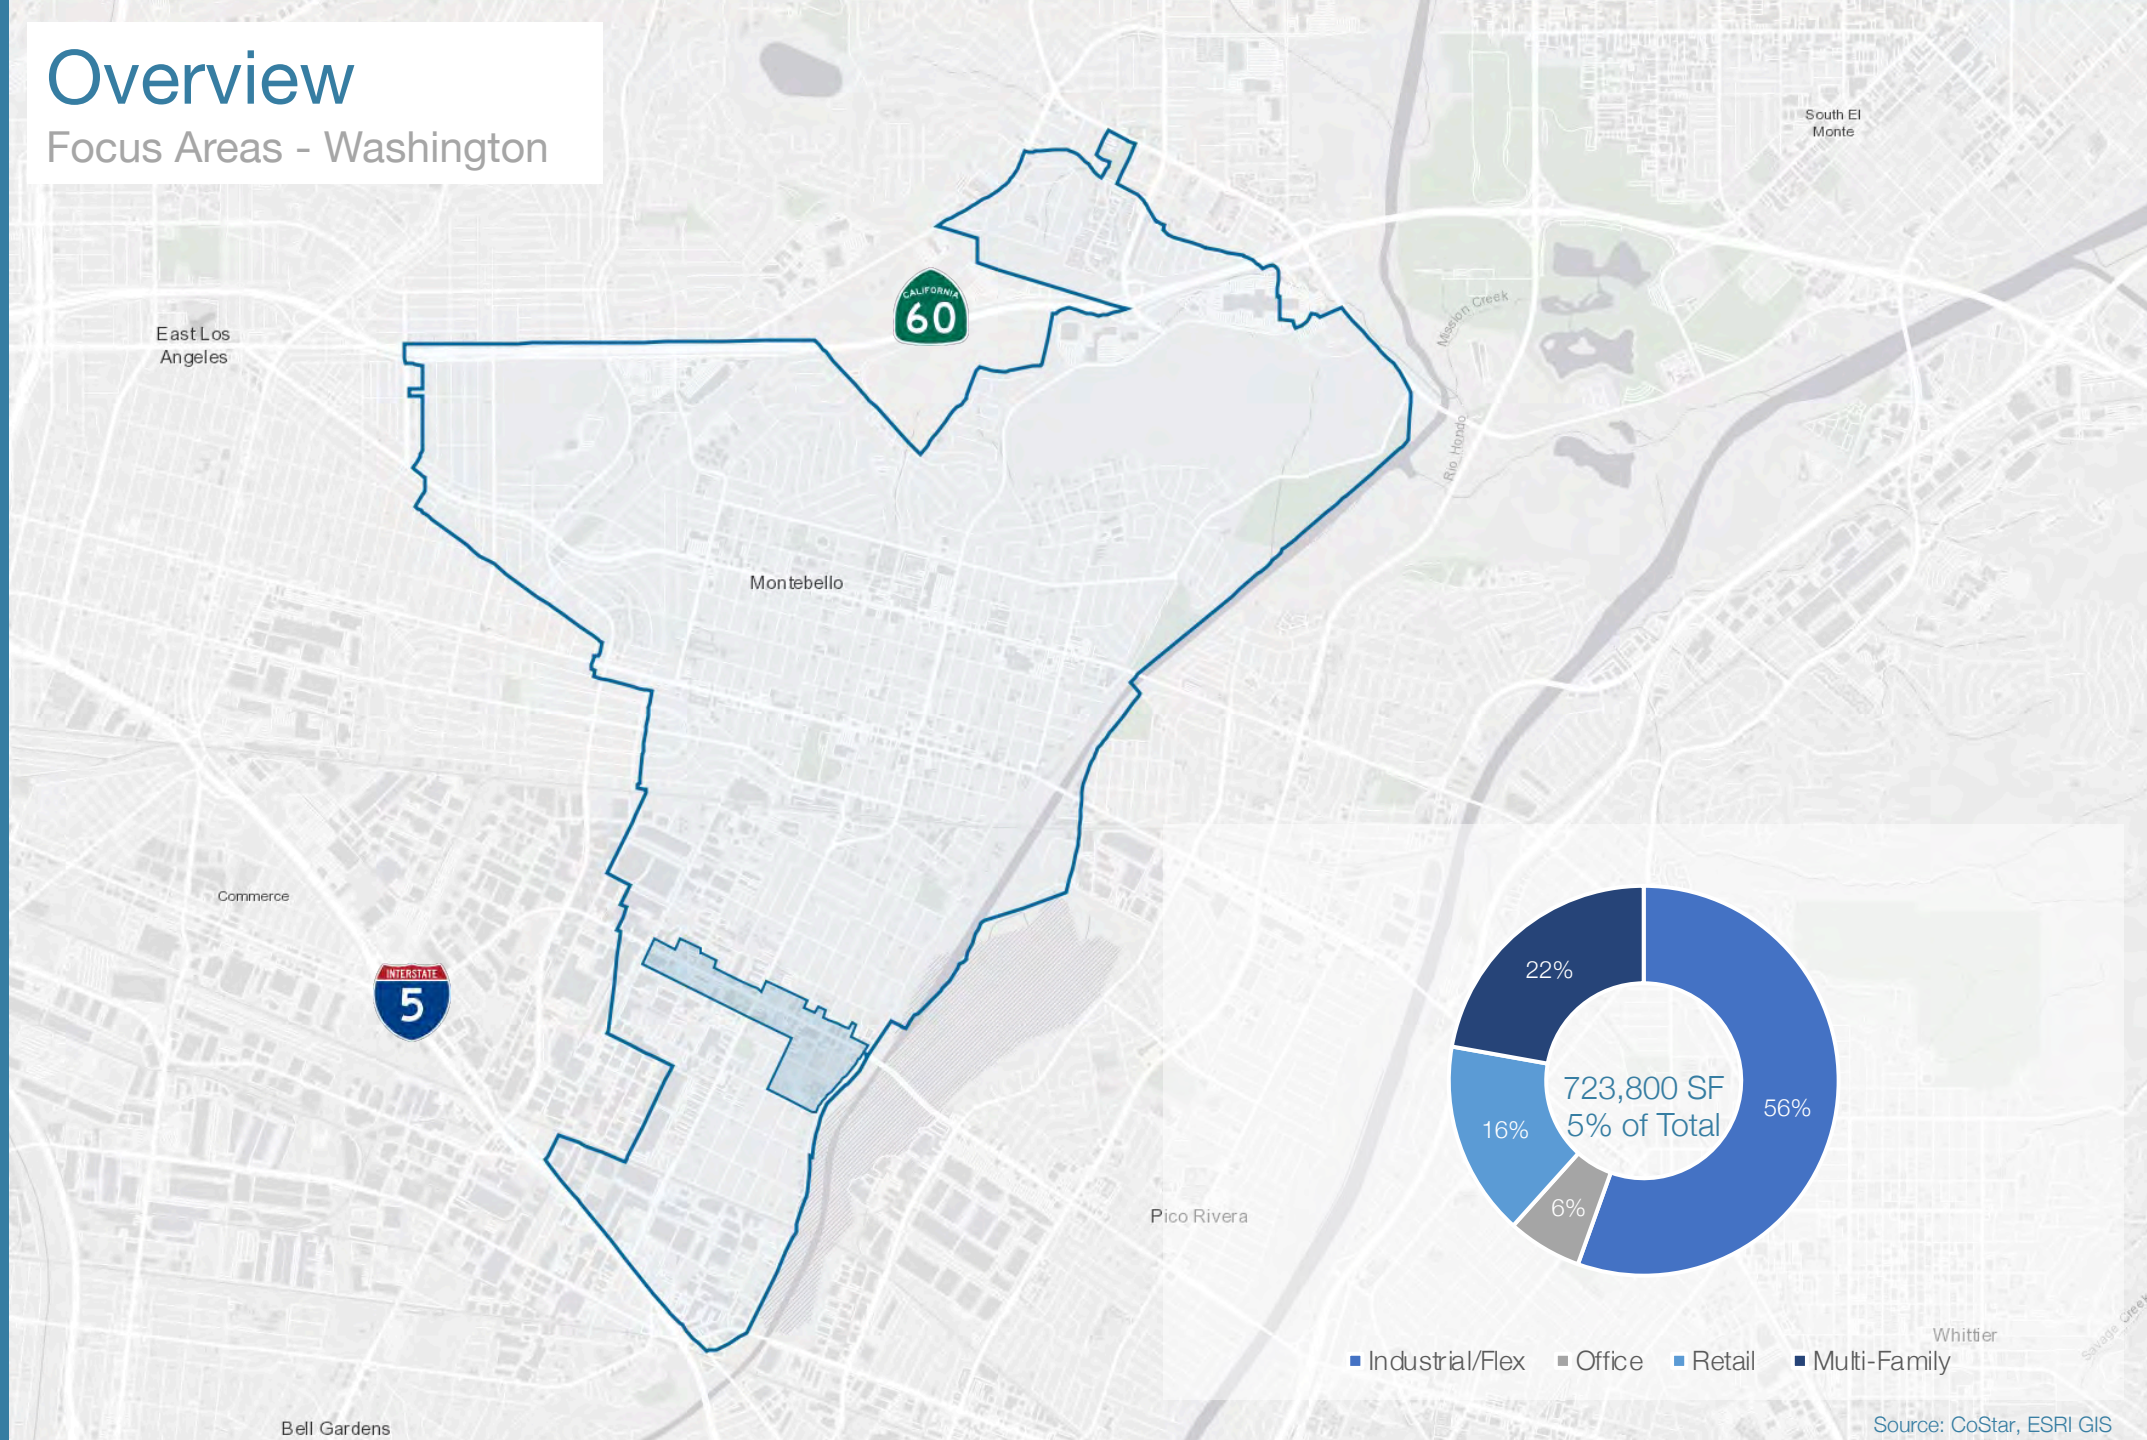 Overview
Focus Areas - Washington
South El
Monte
CALIFORNIA
60
Mission Creek
East Los
Angeles
Rio Hondo
Montebello
Commerce
INTERSTATE
5
22%
723,800 SF
5% of Total
56%
16%
6%
Pico Rivera
Whittier
Savage Creek
Industrial/Flex Office Retail Multi-Family
Bell Gardens
Source: CoStar, ESRI GIS